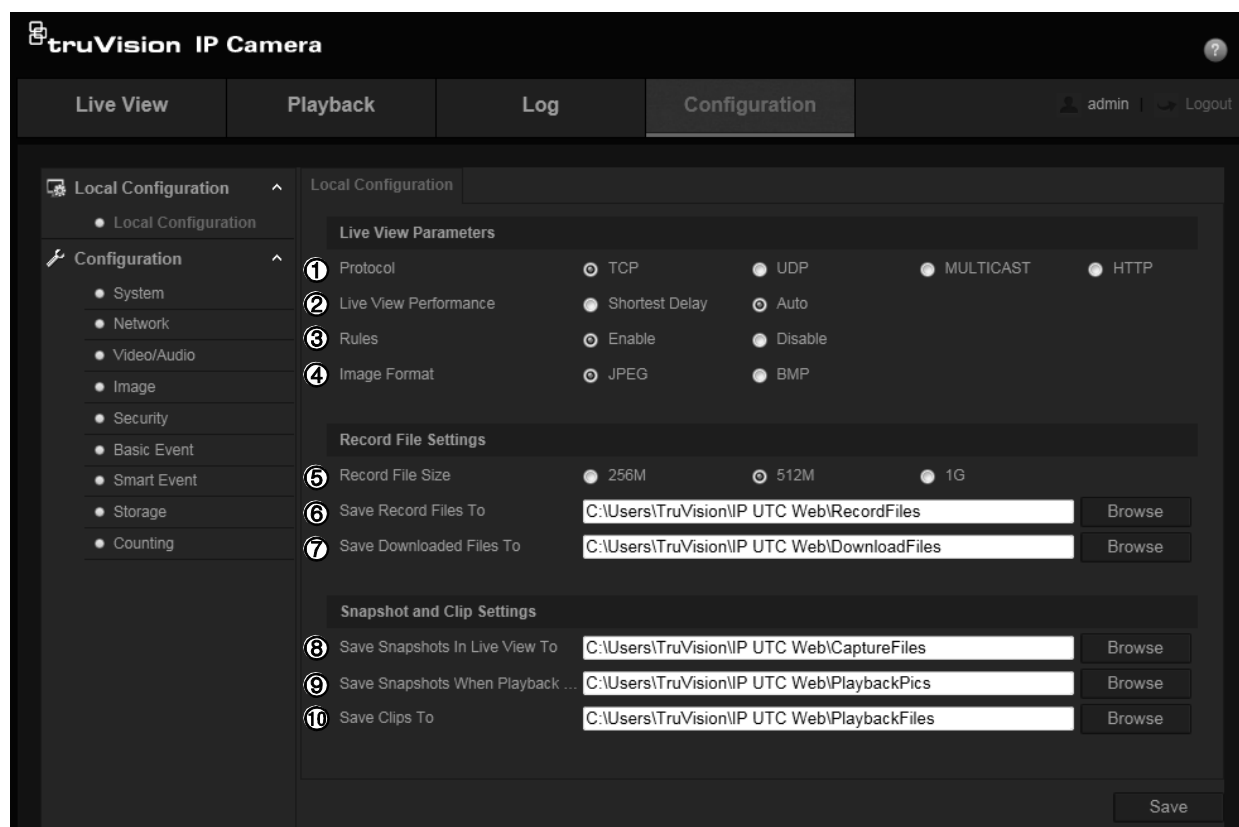 truVision IP Camera
?
Live View Playback Log Configuration admin | Logout
Local Configuration
Local Configuration
Configuration
System
Network
Video/Audio
Image
Security
Basic Event
Smart Event
Storage
Counting
Local Configuration
Live View Parameters
1 Protocol TCP UDP MULTICAST HTTP
2 Live View Performance Shortest Delay Auto
3 Rules Enable Disable
4 Image Format JPEG BMP
Record File Settings
5 Record File Size 256M 512M 1G
6 Save Record Files To C:\Users\TruVision\IP UTC Web\RecordFiles Browse
7 Save Downloaded Files To C:\Users\TruVision\IP UTC Web\DownloadFiles Browse
Snapshot and Clip Settings
8 Save Snapshots In Live View To C:\Users\TruVision\IP UTC Web\CaptureFiles Browse
9 Save Snapshots When Playback ... C:\Users\TruVision\IP UTC Web\PlaybackPics Browse
10 Save Clips To C:\Users\TruVision\IP UTC Web\PlaybackFiles Browse
Save